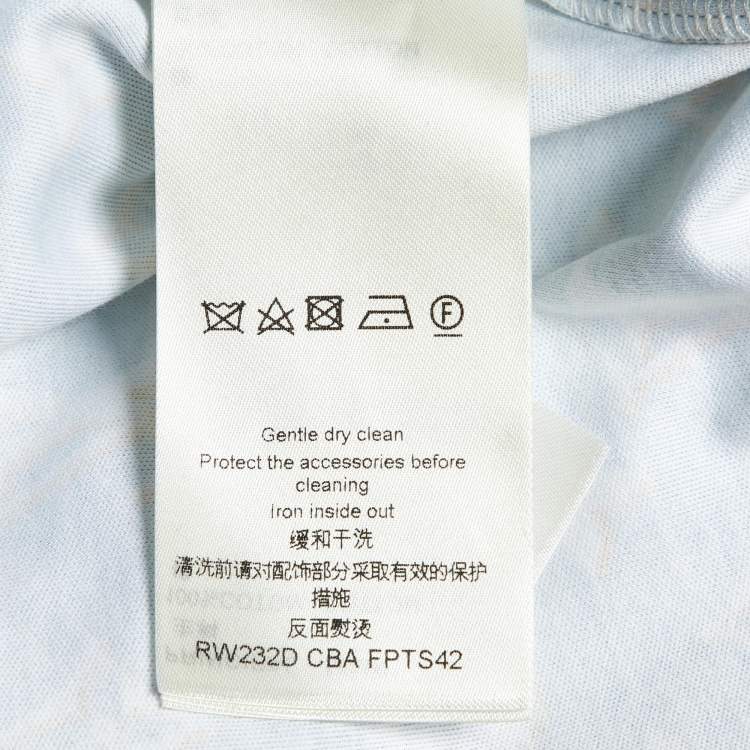 F
Gentle dry clean
Protect the accessories before
cleaning
Iron inside out
缓和干洗
清洗前请对配饰部分采取有效的保护
措施
反面熨烫
RW232D CBA FPTS42